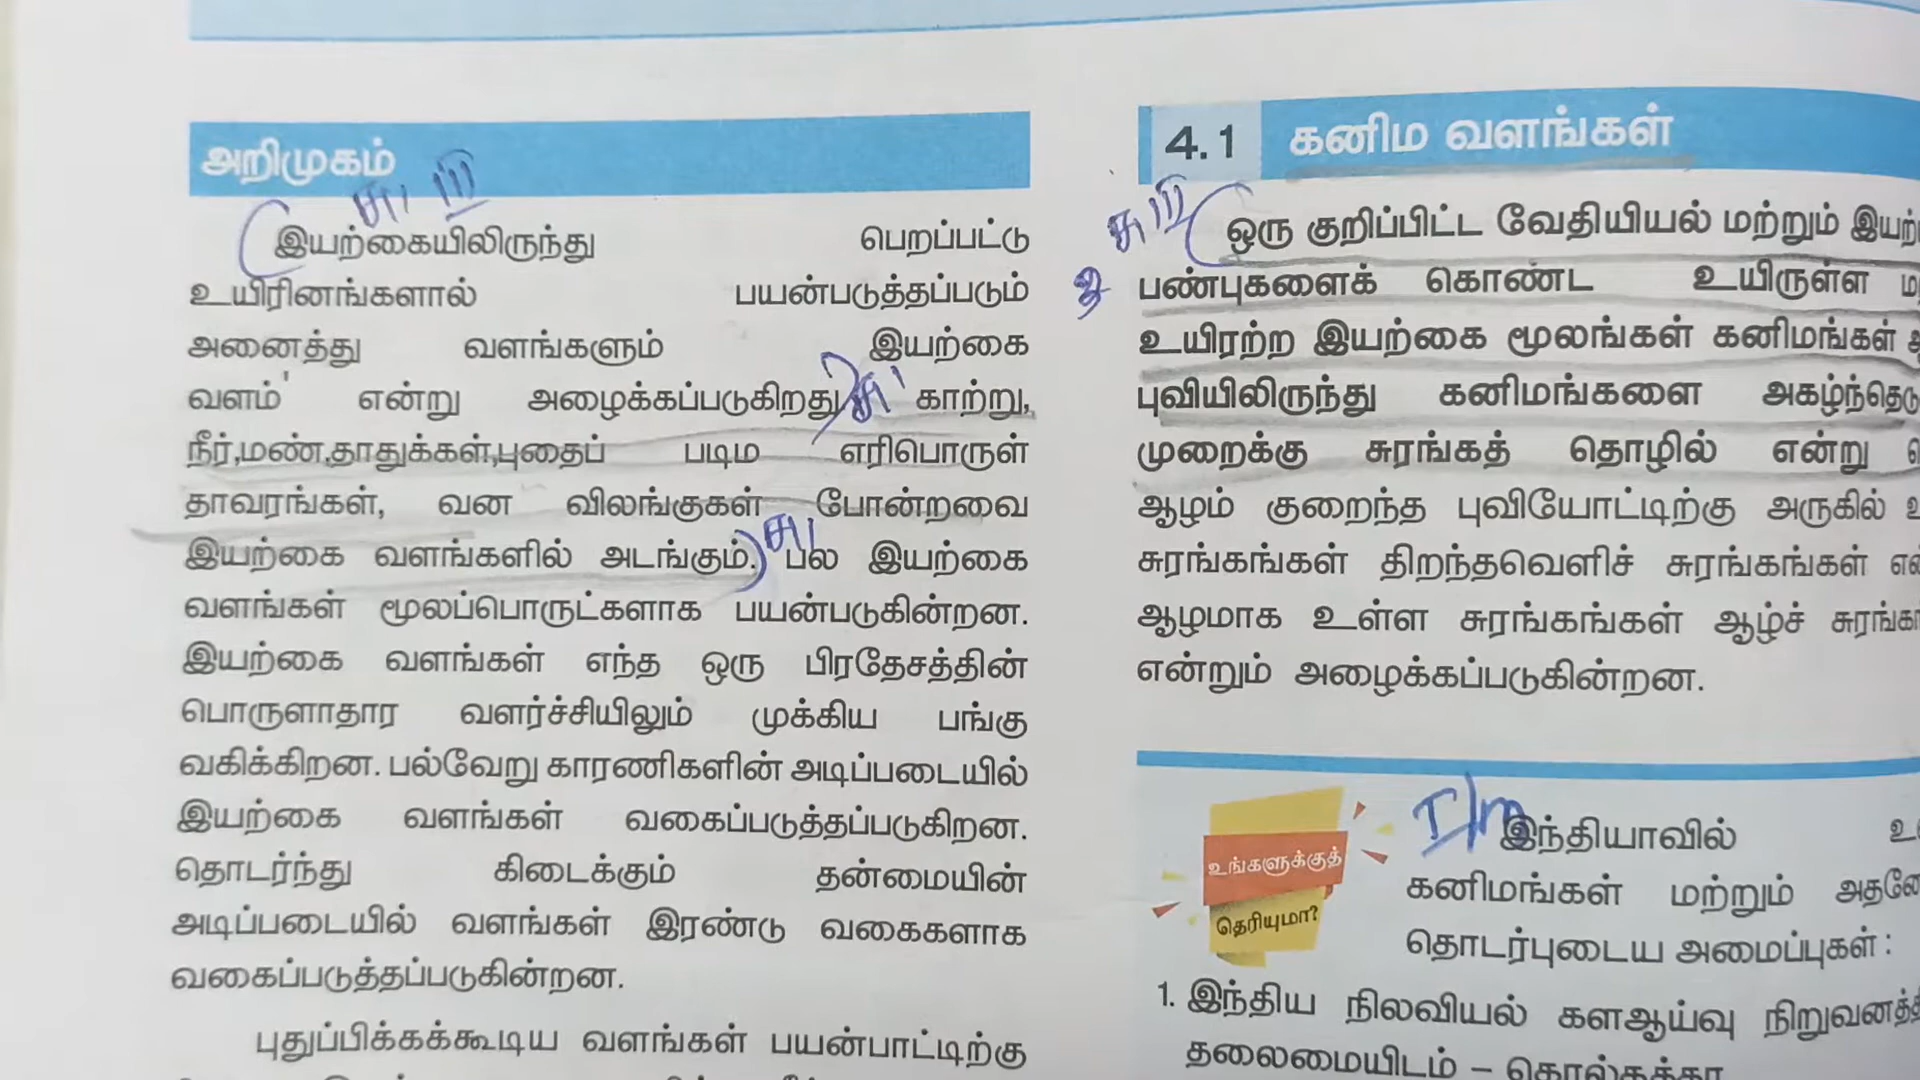 அறிமுகம்
இயற்கையிலிருந்து பெறப்பட்டு
உயிரினங்களால் பயன்படுத்தப்படும்
அனைத்து வளங்களும் இயற்கை
வளம்' என்று அழைக்கப்படுகிறது காற்று,
நீர்,மண்,தாதுக்கள்,புதைப் படிம எரிபொருள்
தாவரங்கள், வன விலங்குகள் போன்றவை
இயற்கை வளங்களில் அடங்கும். பல இயற்கை
வளங்கள் மூலப்பொருட்களாக பயன்படுகின்றன.
இயற்கை வளங்கள் எந்த ஒரு பிரதேசத்தின்
பொருளாதார வளர்ச்சியிலும் முக்கிய பங்கு
வகிக்கிறன. பல்வேறு காரணிகளின் அடிப்படையில்
இயற்கை வளங்கள் வகைப்படுத்தப்படுகிறன.
தொடர்ந்து கிடைக்கும் தன்மையின்
அடிப்படையில் வளங்கள் இரண்டு வகைகளாக
வகைப்படுத்தப்படுகின்றன.
புதுப்பிக்கக்கூடிய வளங்கள் பயன்பாட்டிற்கு
4.1 கனிம வளங்கள்
ஒரு குறிப்பிட்ட வேதியியல் மற்றும்
பண்புகளைக் கொண்ட உயிருள்ள
உயிரற்ற இயற்கை மூலங்கள் கனிமங்கள்
புவியிலிருந்து கனிமங்களை
முறைக்கு சுரங்கத் தொழில் என்று
ஆழம் குறைந்த புவியோட்டிற்கு அருகில்
சுரங்கங்கள் திறந்தவெளிச் சுரங்கங்கள்
ஆழமாக உள்ள சுரங்கங்கள் ஆழ்ச்
என்றும் அழைக்கப்படுகின்றன.
உங்களுக்குத்
தெரியுமா?
இந்தியாவில்
கனிமங்கள் மற்றும்
தொடர்புடைய அமைப்புகள் :
1. இந்திய நிலவியல் களஆய்வு
தலைமையிடம் – கொல்கத்தா